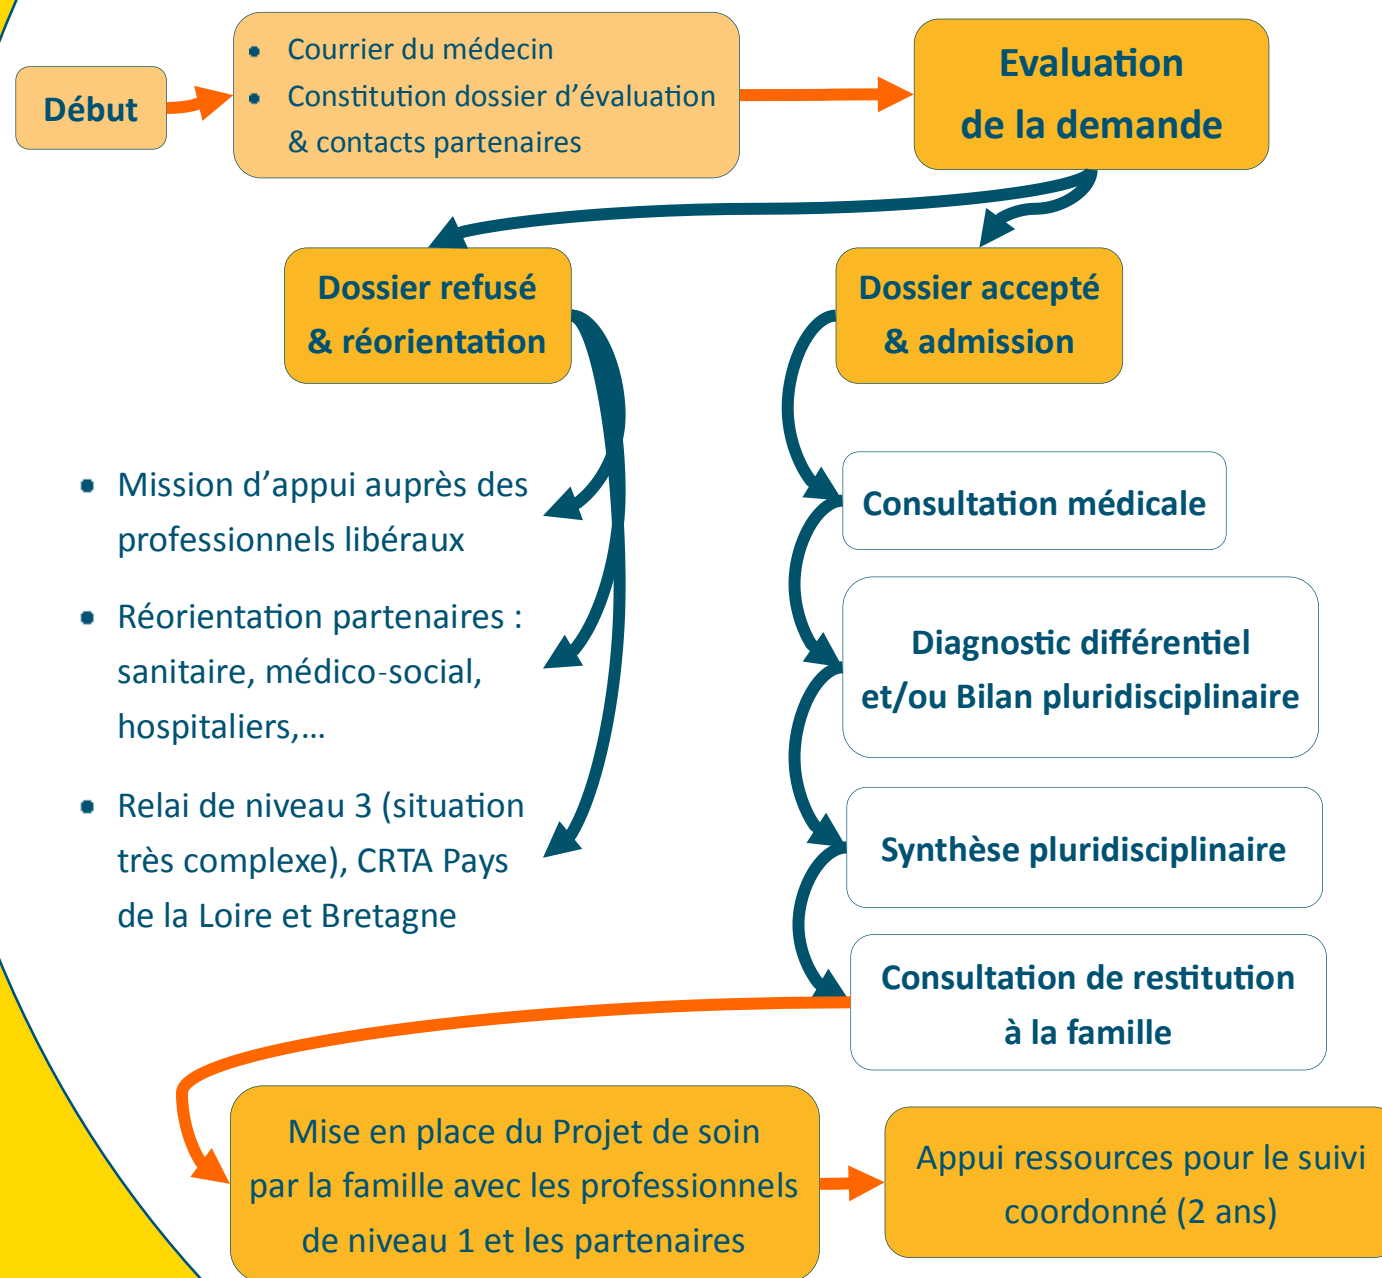 Début
• Courrier du médecin
• Constitution dossier d’évaluation
& contacts partenaires
Evaluation
de la demande
Dossier refusé
& réorientation
Dossier accepté
& admission
• Mission d’appui auprès des
professionnels libéraux
• Réorientation partenaires :
sanitaire, médico-social,
hospitaliers,...
• Relai de niveau 3 (situation
très complexe), CRTA Pays
de la Loire et Bretagne
Consultation médicale
Diagnostic différentiel
et/ou Bilan pluridisciplinaire
Synthèse pluridisciplinaire
Consultation de restitution
à la famille
Mise en place du Projet de soin
par la famille avec les professionnels
de niveau 1 et les partenaires
Appui ressources pour le suivi
coordonné (2 ans)